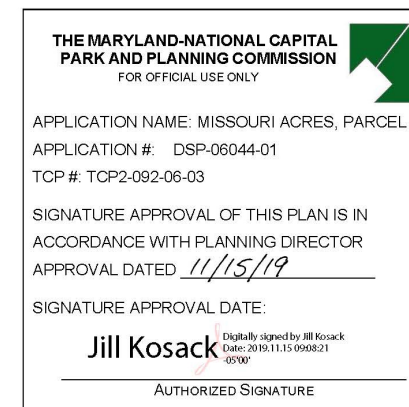 THE MARYLAND-NATIONAL CAPITAL
PARK AND PLANNING COMMISSION
FOR OFFICIAL USE ONLY
APPLICATION NAME: MISSOURI ACRES, PARCEL
APPLICATION #: DSP-06044-01
TCP #: TCP2-092-06-03
SIGNATURE APPROVAL OF THIS PLAN IS IN
ACCORDANCE WITH PLANNING DIRECTOR
APPROVAL DATED 11/15/19
SIGNATURE APPROVAL DATE:
Jill Kosack
Digitally signed by Jill Kosack
Date: 2019.11.15 09:08:21
-05'00'
AUTHORIZED SIGNATURE